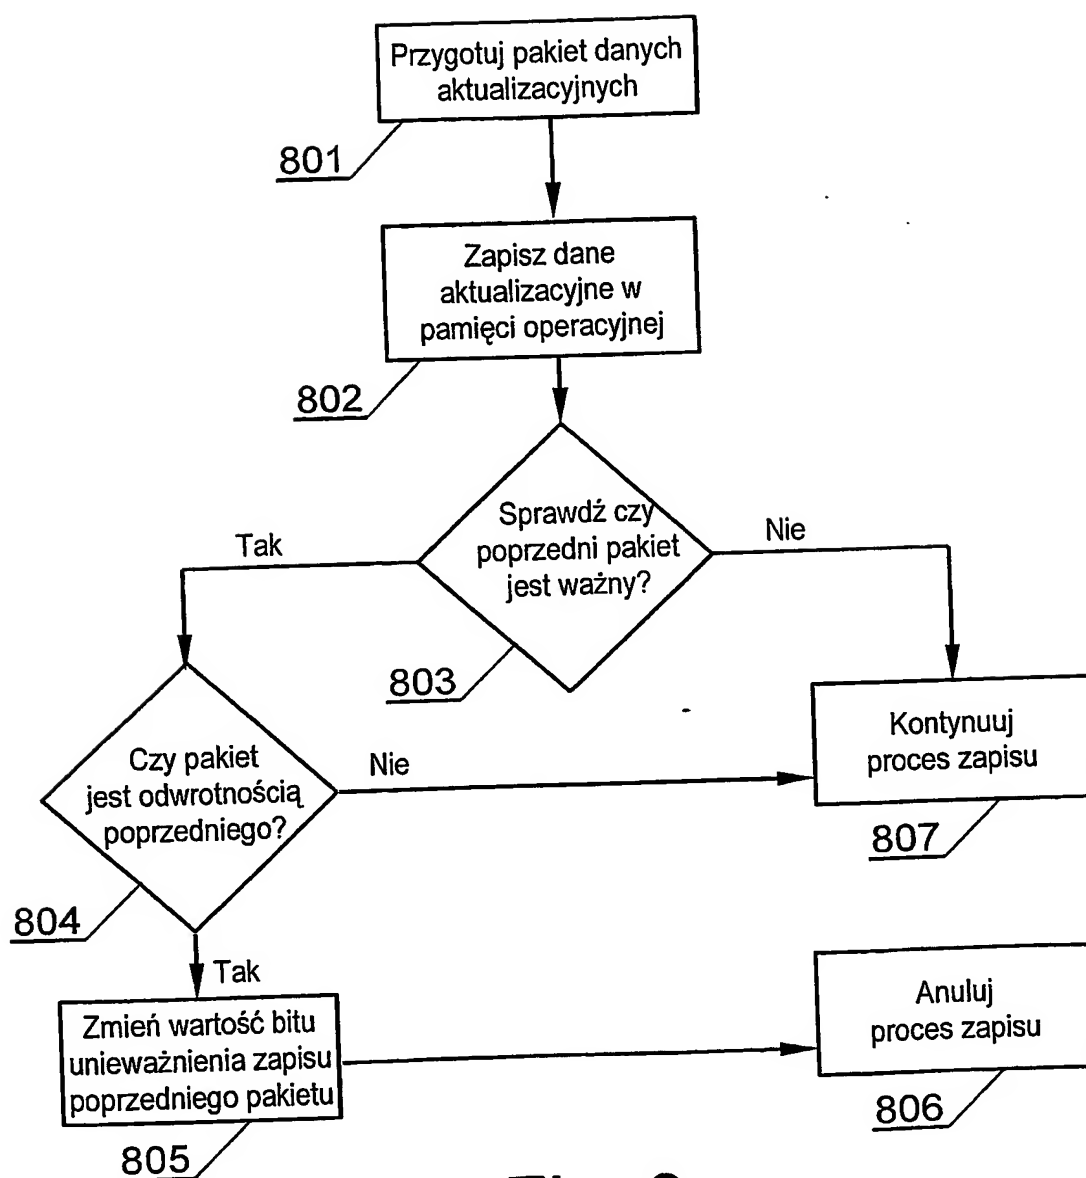 Przygotuj pakiet danych
aktualizacyjnych
801
Zapisz dane
aktualizacyjne w
pamięci operacyjnej
802
Sprawdź czy
poprzedni pakiet
jest ważny?
Tak
Nie
803
Czy pakiet
jest odwrotnością
poprzedniego?
Nie
804
Kontynuuj
proces zapisu
807
Tak
Zmień wartość bitu
unieważnienia zapisu
poprzedniego pakietu
805
Anuluj
proces zapisu
806